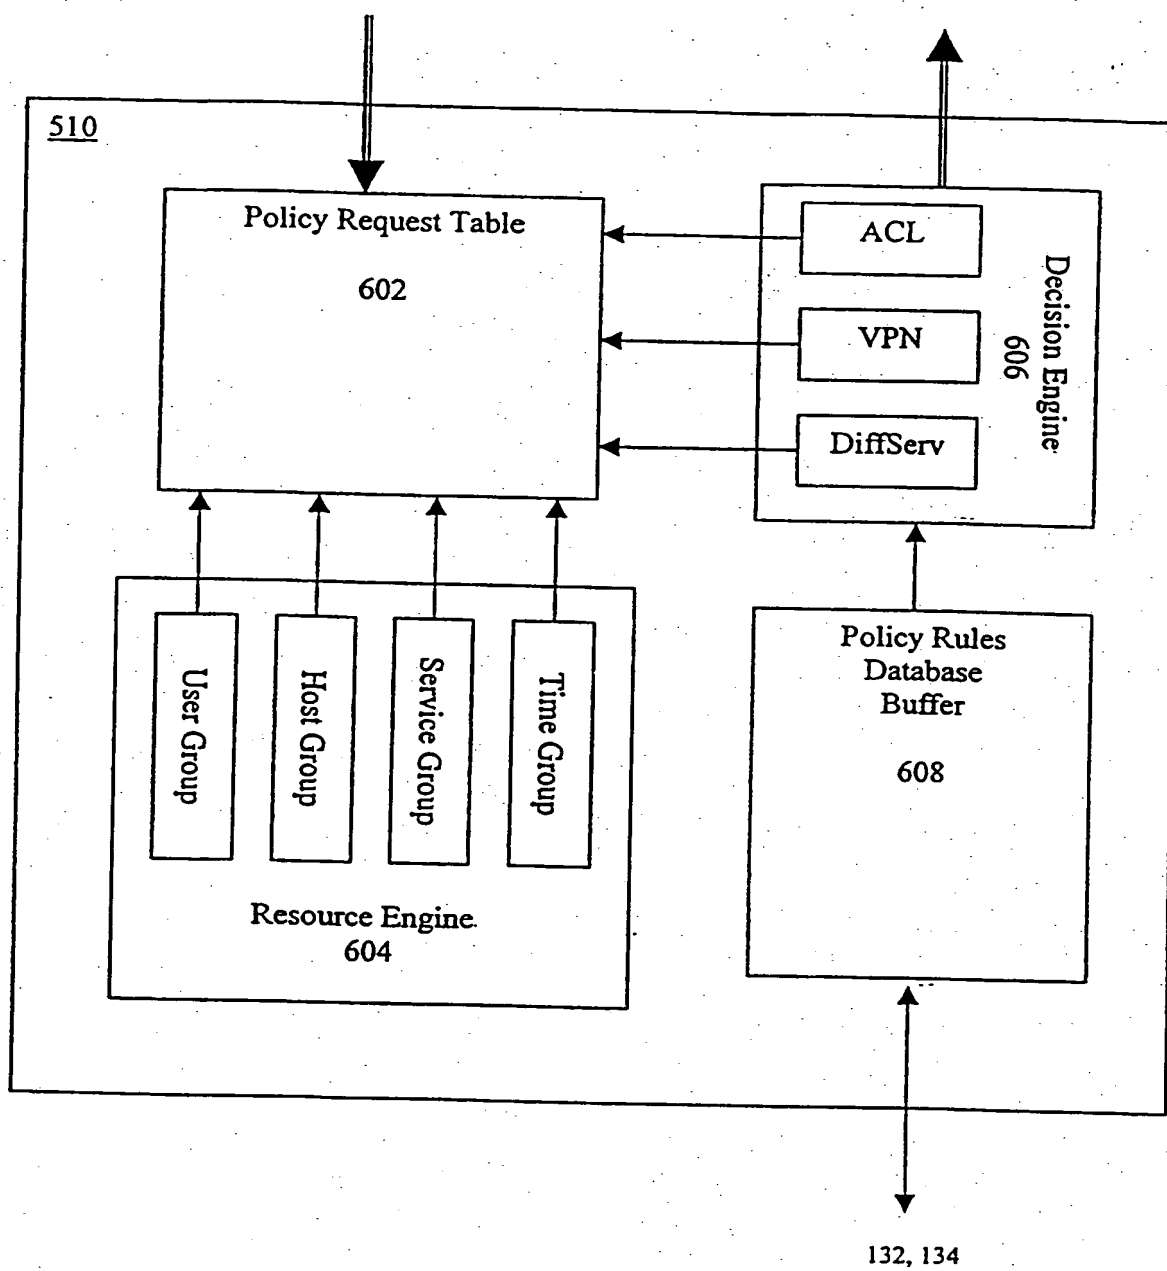 510
Policy Request Table
602
ACL
VPN
DiffServ
Decision Engine
606
User Group
Host Group
Service Group
Time Group
Resource Engine
604
Policy Rules
Database
Buffer
608
132, 134